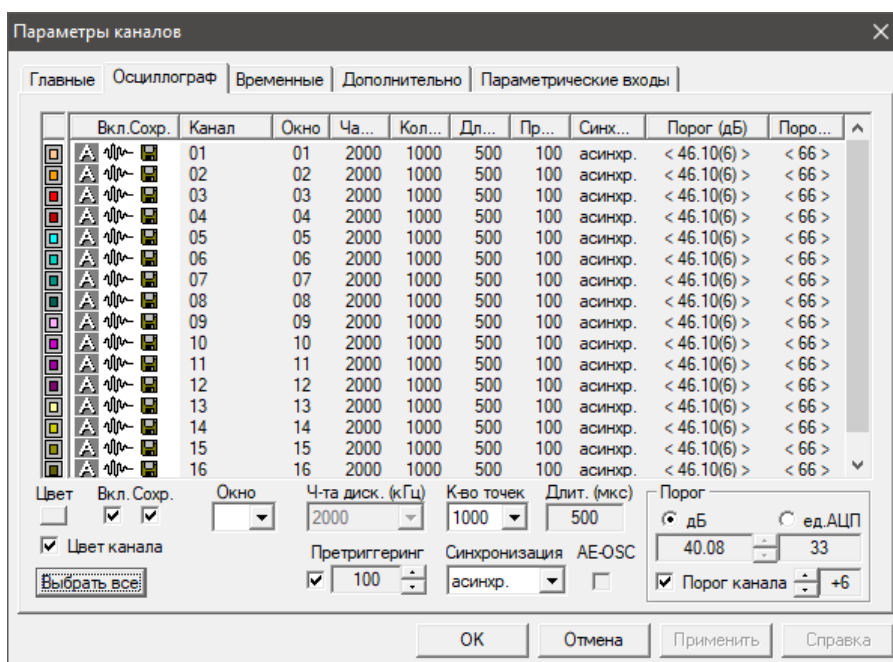 Параметры каналов
Главные Осциллограф Временные Дополнительно Параметрические входы
Вкл. Сохр. Канал Окно Ча... Кол... Дл... Пр... Синх... Порог (дБ) Поро...
A 01 01 2000 1000 500 100 асинхр. < 46.10(6) > < 66 >
A 02 02 2000 1000 500 100 асинхр. < 46.10(6) > < 66 >
A 03 03 2000 1000 500 100 асинхр. < 46.10(6) > < 66 >
A 04 04 2000 1000 500 100 асинхр. < 46.10(6) > < 66 >
A 05 05 2000 1000 500 100 асинхр. < 46.10(6) > < 66 >
A 06 06 2000 1000 500 100 асинхр. < 46.10(6) > < 66 >
A 07 07 2000 1000 500 100 асинхр. < 46.10(6) > < 66 >
A 08 08 2000 1000 500 100 асинхр. < 46.10(6) > < 66 >
A 09 09 2000 1000 500 100 асинхр. < 46.10(6) > < 66 >
A 10 10 2000 1000 500 100 асинхр. < 46.10(6) > < 66 >
A 11 11 2000 1000 500 100 асинхр. < 46.10(6) > < 66 >
A 12 12 2000 1000 500 100 асинхр. < 46.10(6) > < 66 >
A 13 13 2000 1000 500 100 асинхр. < 46.10(6) > < 66 >
A 14 14 2000 1000 500 100 асинхр. < 46.10(6) > < 66 >
A 15 15 2000 1000 500 100 асинхр. < 46.10(6) > < 66 >
A 16 16 2000 1000 500 100 асинхр. < 46.10(6) > < 66 >
Цвет Вкл. Сохр. Окно Ч-та диск. (кГц) К-во точек Длит. (мкс) Порог
2000 1000 500 дБ ед.АЦП
Цвет канала Претриггеринг Синхронизация AE-OSC 40.08 33
Выбрать все 100 асинхр. Порог канала +6
OK Отмена Применить Справка